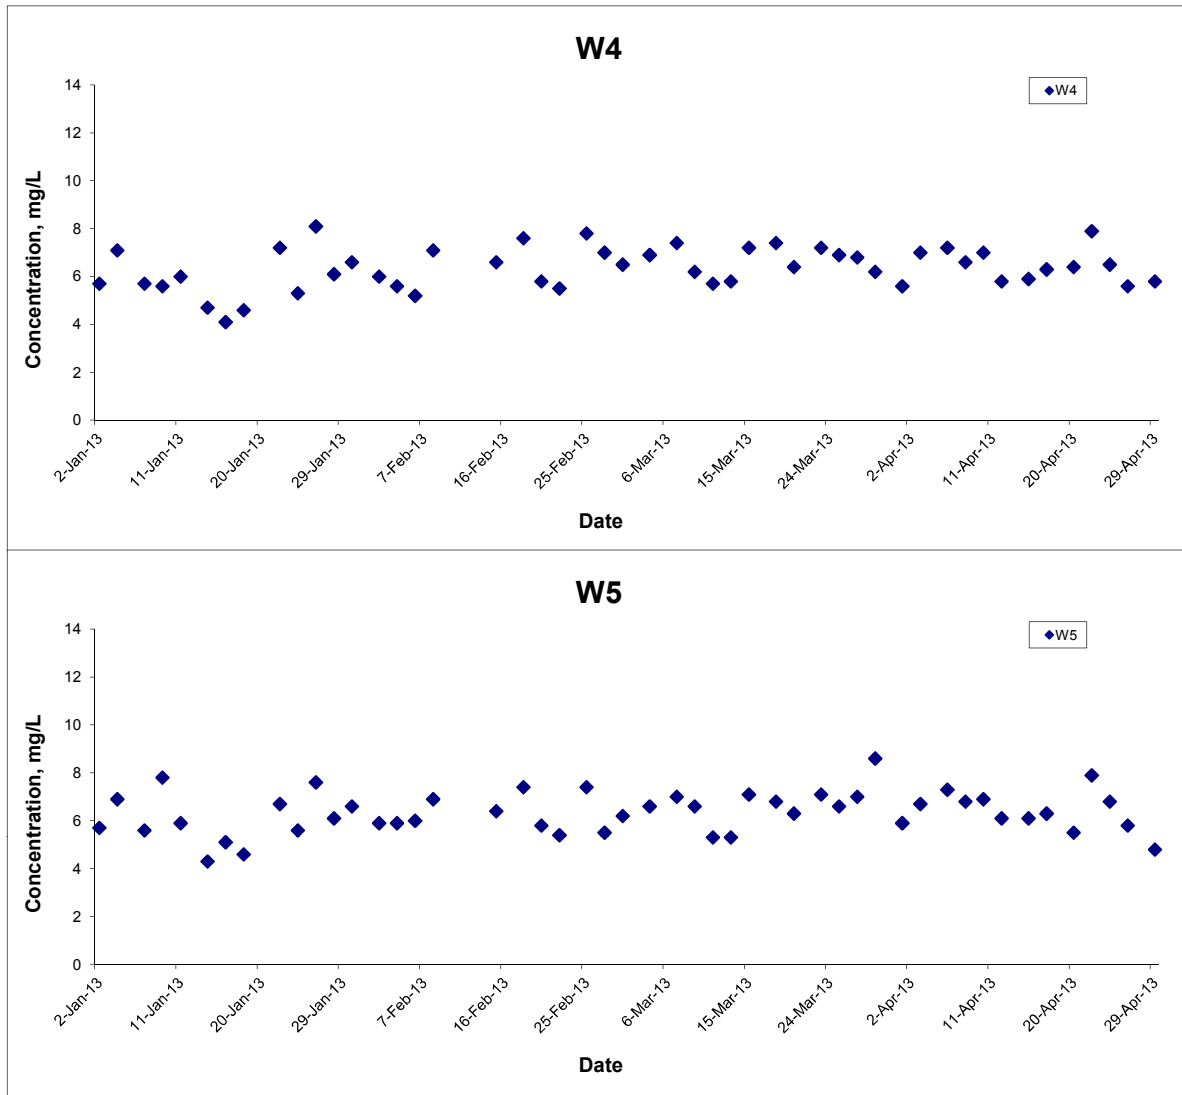 W4
W4
Concentration, mg/L
14
12
10
8
6
4
2
0
2-Jan-13
11-Jan-13
20-Jan-13
29-Jan-13
7-Feb-13
16-Feb-13
25-Feb-13
6-Mar-13
15-Mar-13
24-Mar-13
2-Apr-13
11-Apr-13
20-Apr-13
29-Apr-13
Date
W5
W5
Concentration, mg/L
14
12
10
8
6
4
2
0
2-Jan-13
11-Jan-13
20-Jan-13
29-Jan-13
7-Feb-13
16-Feb-13
25-Feb-13
6-Mar-13
15-Mar-13
24-Mar-13
2-Apr-13
11-Apr-13
20-Apr-13
29-Apr-13
Date